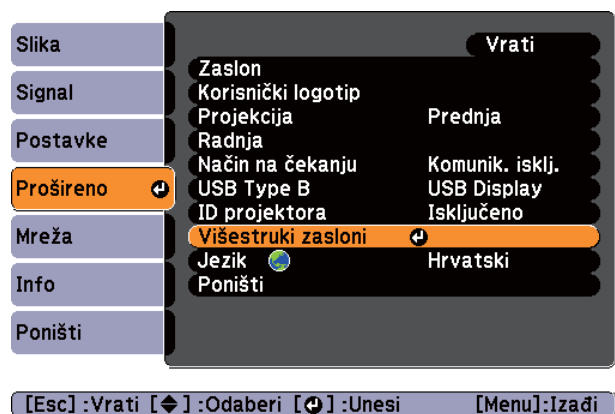 Slika
Signal
Postavke
Prošireno
Mreža
Info
Poništi
Vrati
Zaslon
Korisnički logotip
Projekcija Prednja
Radnja
Način na čekanju Komunik. isklj.
USB Type B USB Display
ID projektora Isključeno
Višestruki zasloni
Jezik Hrvatski
Poništi
[Esc] :Vrati [◆] :Odaberi [↵] :Unesi [Menu]:Izađi